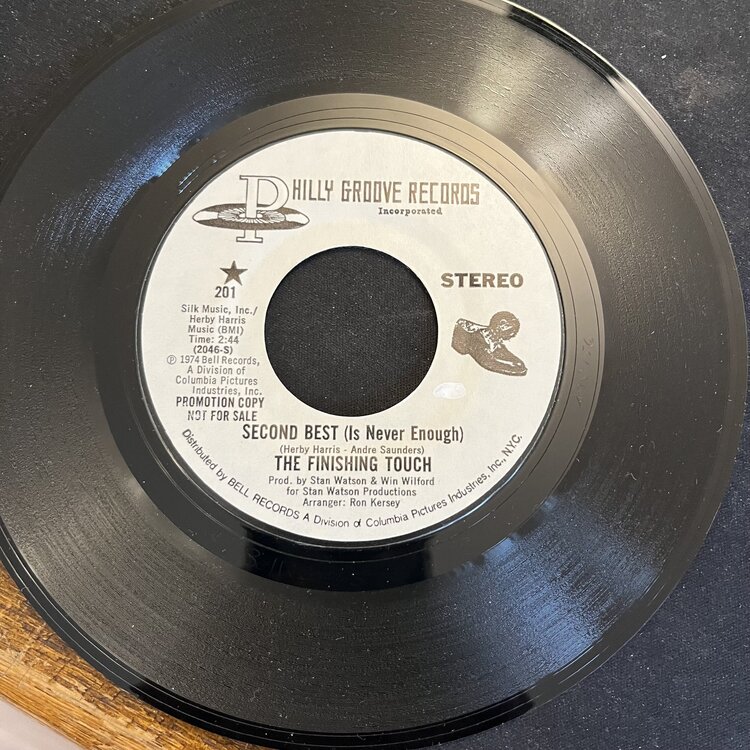 PHILLY GROOVE RECORDS
Incorporated
★
201
STEREO
Silk Music, Inc./
Herby Harris
Music (BMI)
Time: 2:44
(2046-S)
℗ 1974 Bell Records,
A Division of
Columbia Pictures
Industries, Inc.
PROMOTION COPY
NOT FOR SALE
SECOND BEST (Is Never Enough)
(Herby Harris - Andre Saunders)
THE FINISHING TOUCH
Prod. by Stan Watson & Win Wilford
for Stan Watson Productions
Arranger: Ron Kersey
Distributed by BELL RECORDS A Division of Columbia Pictures Industries, Inc., N.Y.C.